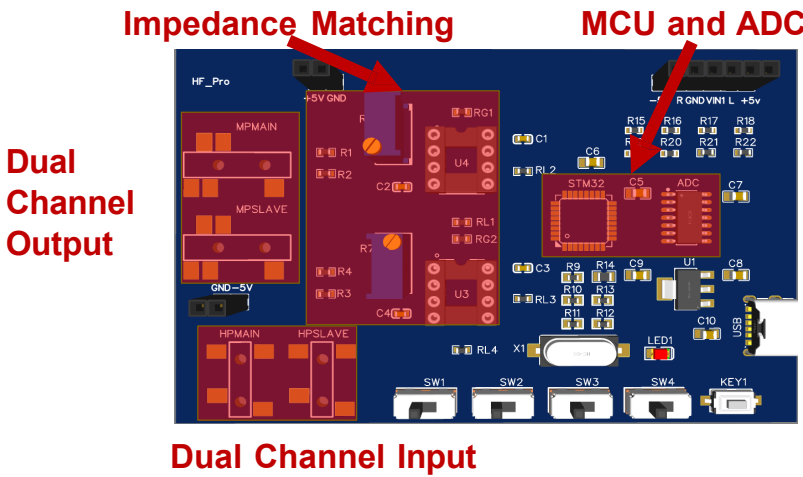 Impedance Matching
MCU and ADC
HF_Pro
+5V GND
R GND VIN1 L +5v
MPMAIN
RG1
R15 R16 R17 R18
R1
R2
U4
C1
C6
R20 R21 R22
RL2
Dual
Channel
Output
C2
STM32
C5
ADC
C7
MPSLAVE
RL1
RG2
R7
R4
R3
C3
R9 R14
C9
U1
C8
GND-5V
U3
RL3
R10 R13
C4
R11 R12
C10
USB
HPMAIN
HPSLAVE
RL4
X1
LED1
SW1
SW2
SW3
SW4
KEY1
Dual Channel Input